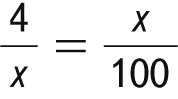 4/x = x/100